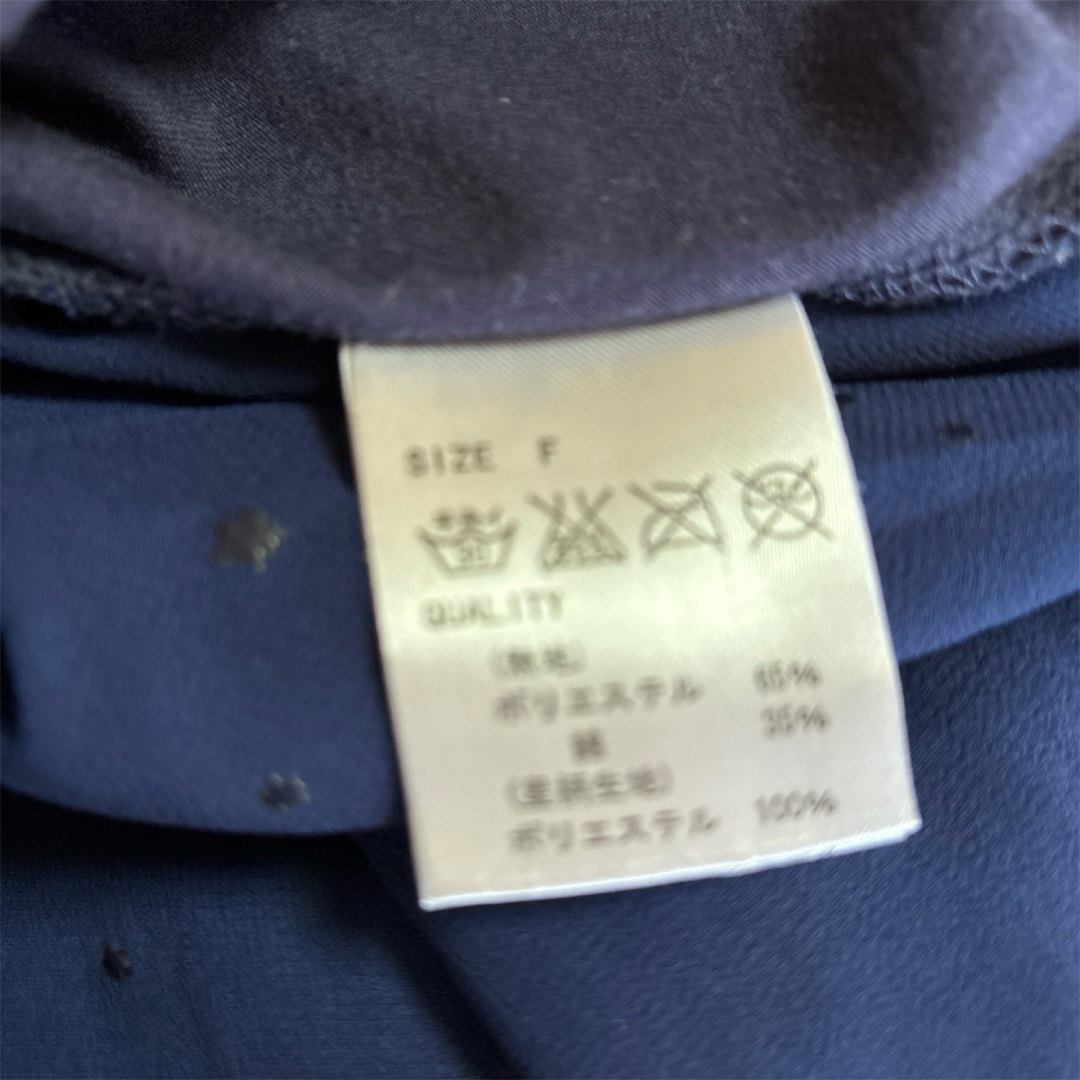 SIZE F
QUALITY
(無地)
ポリエステル 65%
綿 35%
(星柄生地)
ポリエステル 100%